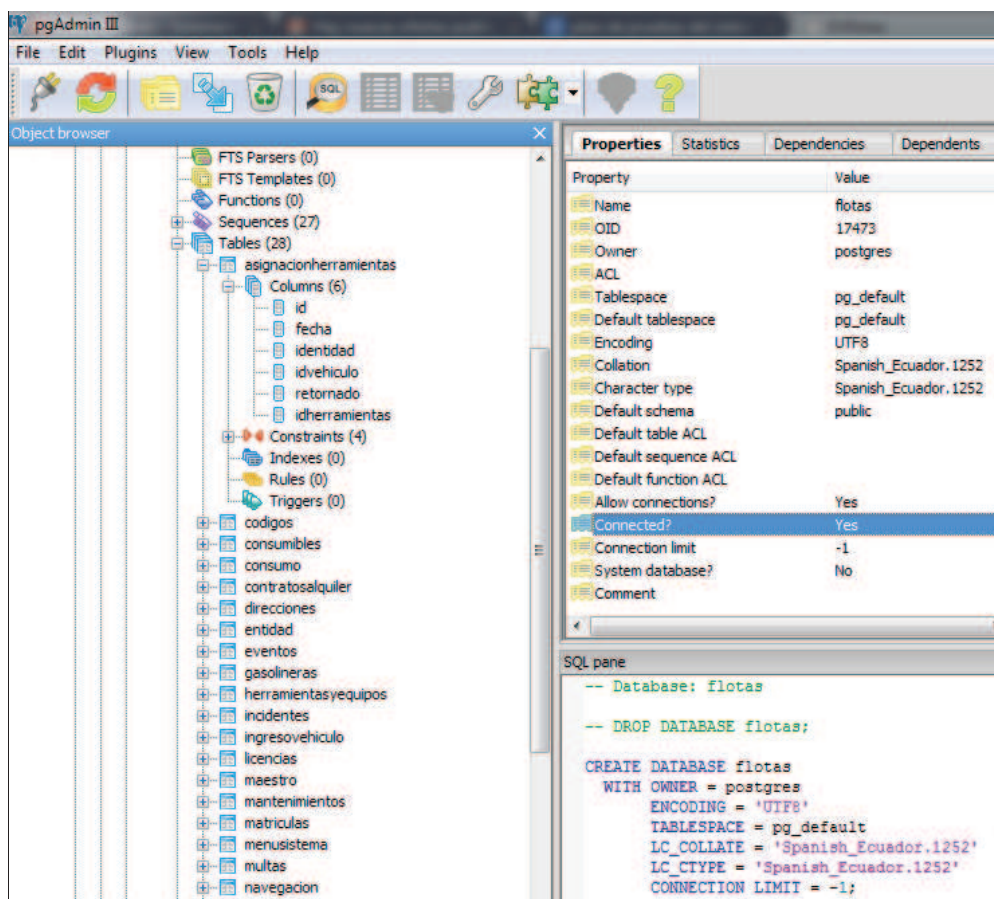 pgAdmin III
File Edit Plugins View Tools Help
SQL
Object browser
FTS Parsers (0)
FTS Templates (0)
Functions (0)
Sequences (27)
Tables (28)
asignacionherramientas
Columns (6)
id
fecha
identidad
idvehiculo
retornado
idherramientas
Constraints (4)
Indexes (0)
Rules (0)
Triggers (0)
codigos
consumibles
consumo
contratosalquiler
direcciones
entidad
eventos
gasolineras
herramientasyequipos
incidentes
ingresovehiculo
licencias
maestro
mantenimientos
matriculas
menusistema
multas
navegacion
Properties Statistics Dependencies Dependents
Property Value
Name flotas
OID 17473
Owner postgres
ACL
Tablespace pg_default
Default tablespace pg_default
Encoding UTF8
Collation Spanish_Ecuador.1252
Character type Spanish_Ecuador.1252
Default schema public
Default table ACL
Default sequence ACL
Default function ACL
Allow connections? Yes
Connected? Yes
Connection limit -1
System database? No
Comment
SQL pane
-- Database: flotas
-- DROP DATABASE flotas;
CREATE DATABASE flotas
WITH OWNER = postgres
ENCODING = 'UTF8'
TABLESPACE = pg_default
LC_COLLATE = 'Spanish_Ecuador.1252'
LC_CTYPE = 'Spanish_Ecuador.1252'
CONNECTION LIMIT = -1;